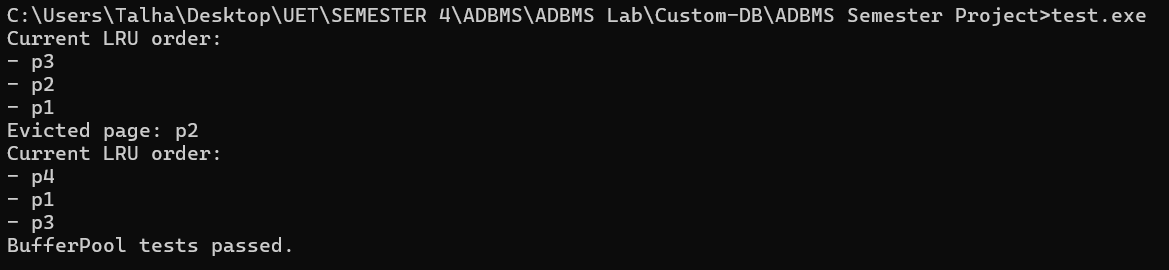 C:\Users\Talha\Desktop\UET\SEMESTER 4\ADBMS\ADBMS Lab\Custom-DB\ADBMS Semester Project>test.exe
Current LRU order:
- p3
- p2
- p1
Evicted page: p2
Current LRU order:
- p4
- p1
- p3
BufferPool tests passed.